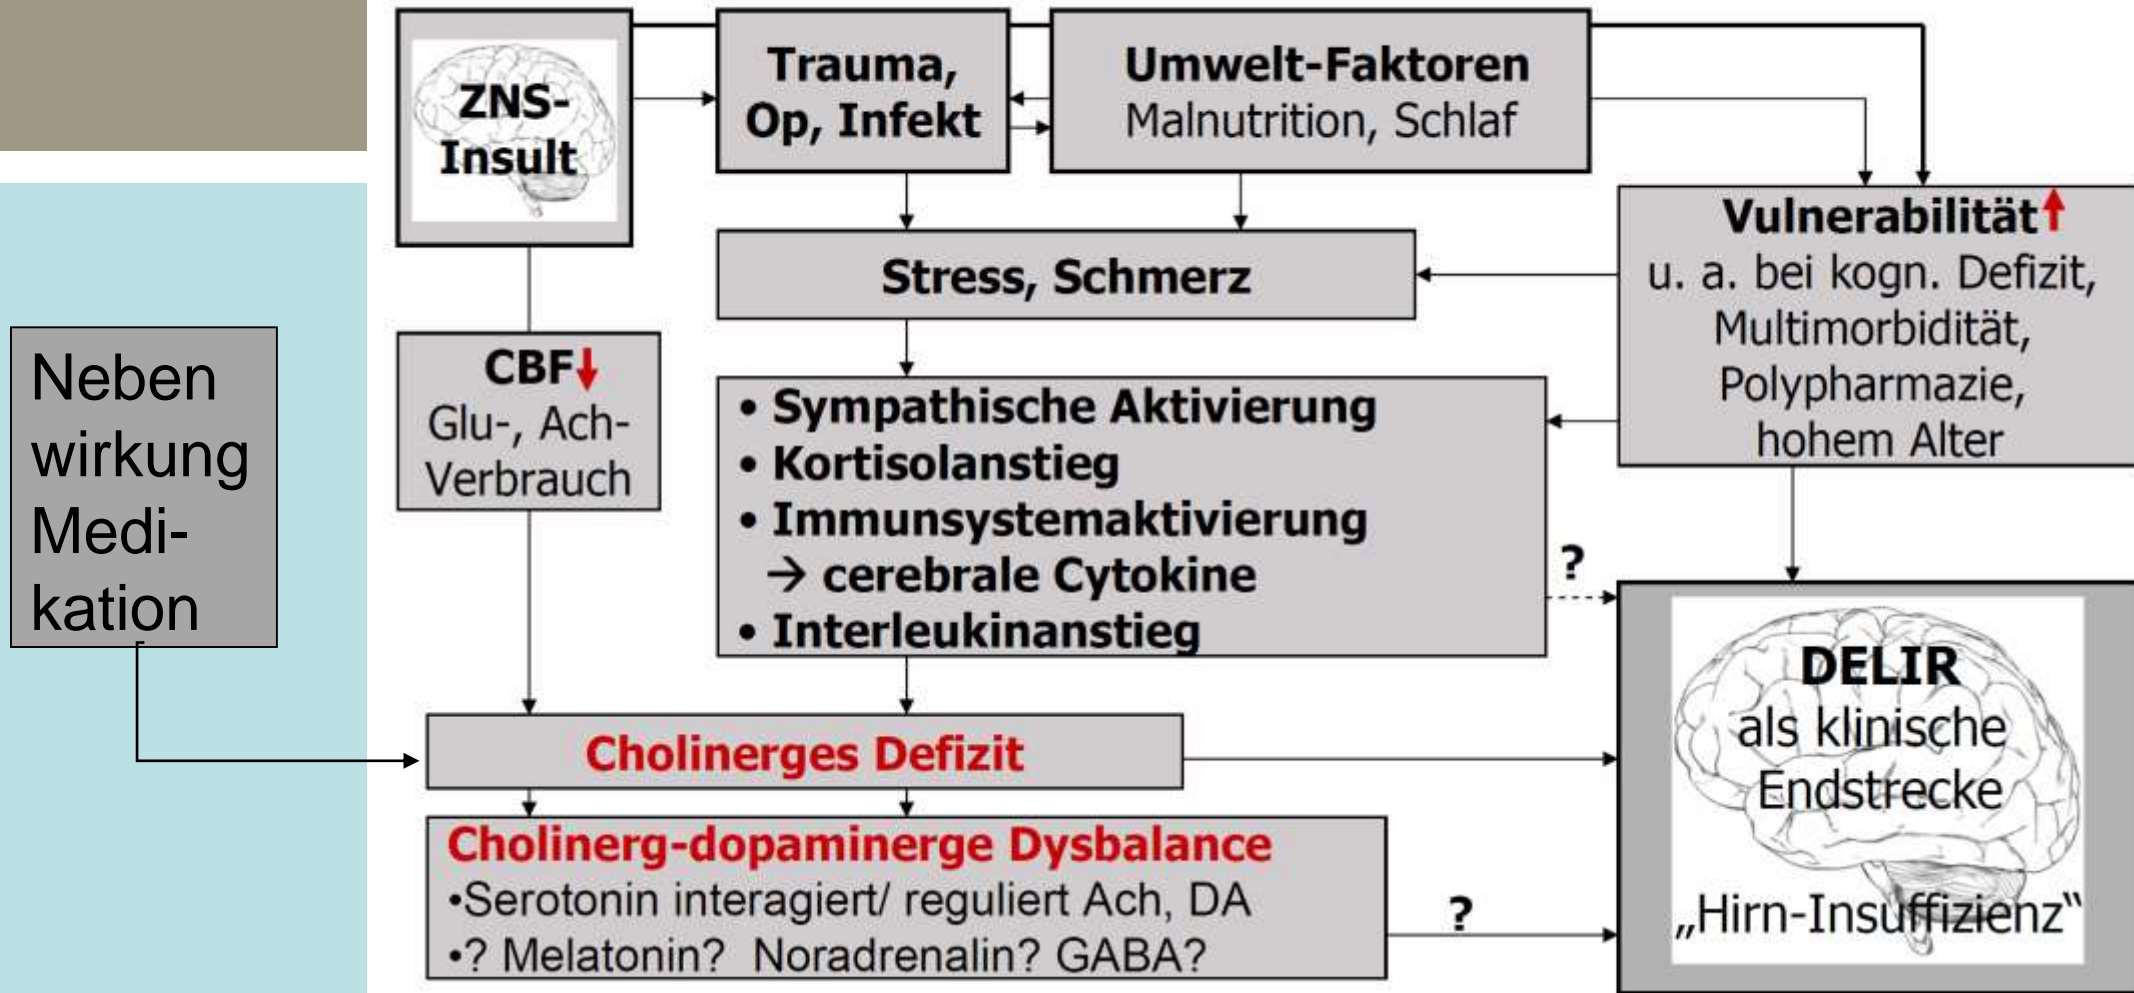 ZNS-
Insult
Trauma,
Op, Infekt
Umwelt-Faktoren
Malnutrition, Schlaf
Vulnerabilität
u. a. bei kogn. Defizit,
Multimorbidität,
Polypharmazie,
hohem Alter
Stress, Schmerz
CBF
Glu-, Ach-
Verbrauch
Neben
wirkung
Medi-
kation
• Sympathische Aktivierung
• Kortisolanstieg
• Immunsystemaktivierung
→ cerebrale Cytokine
• Interleukinanstieg
?
Cholinerges Defizit
Cholinerg-dopaminerge Dysbalance
•Serotonin interagiert/ reguliert Ach, DA
•? Melatonin? Noradrenalin? GABA?
?
DELIR
als klinische
Endstrecke
„Hirn-Insuffizienz“